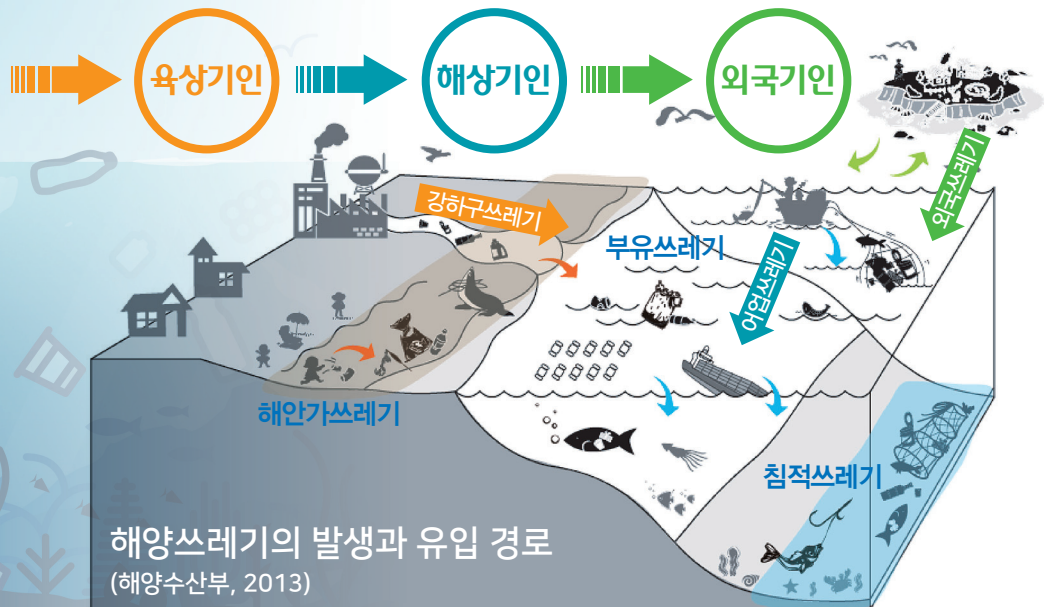 육상기인
해상기인
외국기인
강하구쓰레기
외국쓰레기
부유쓰레기
어업쓰레기
해안가쓰레기
침적쓰레기
해양쓰레기의 발생과 유입 경로
(해양수산부, 2013)